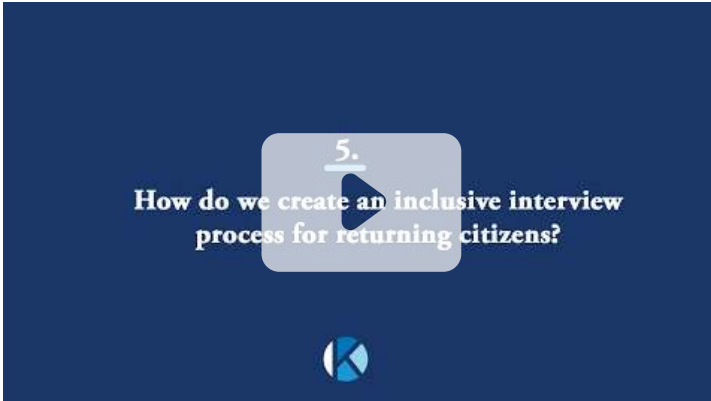 5.
How do we create an inclusive interview
process for returning citizens?